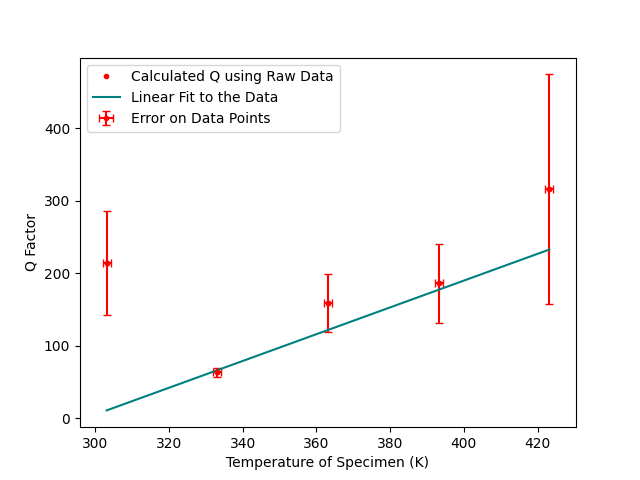 Calculated Q using Raw Data
Linear Fit to the Data
Error on Data Points
Q Factor
400
300
200
100
0
300 320 340 360 380 400 420
Temperature of Specimen (K)